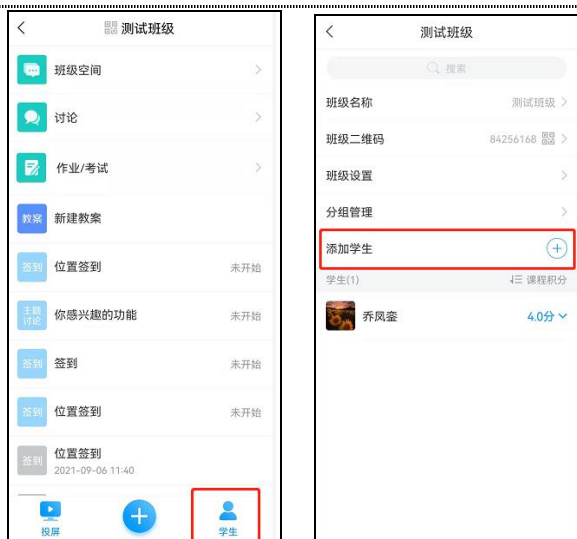 测试班级
班级空间
讨论
作业/考试
教案 新建教案
签到 位置签到 未开始
主题讨论 你感兴趣的功能 未开始
签到 签到 未开始
签到 位置签到 未开始
签到 位置签到
2021-09-06 11:40
投屏 学生
测试班级
搜索
班级名称 测试班级
班级二维码 84256168
班级设置
分组管理
添加学生
学生(1) 课程积分
乔凤銮 4.0分